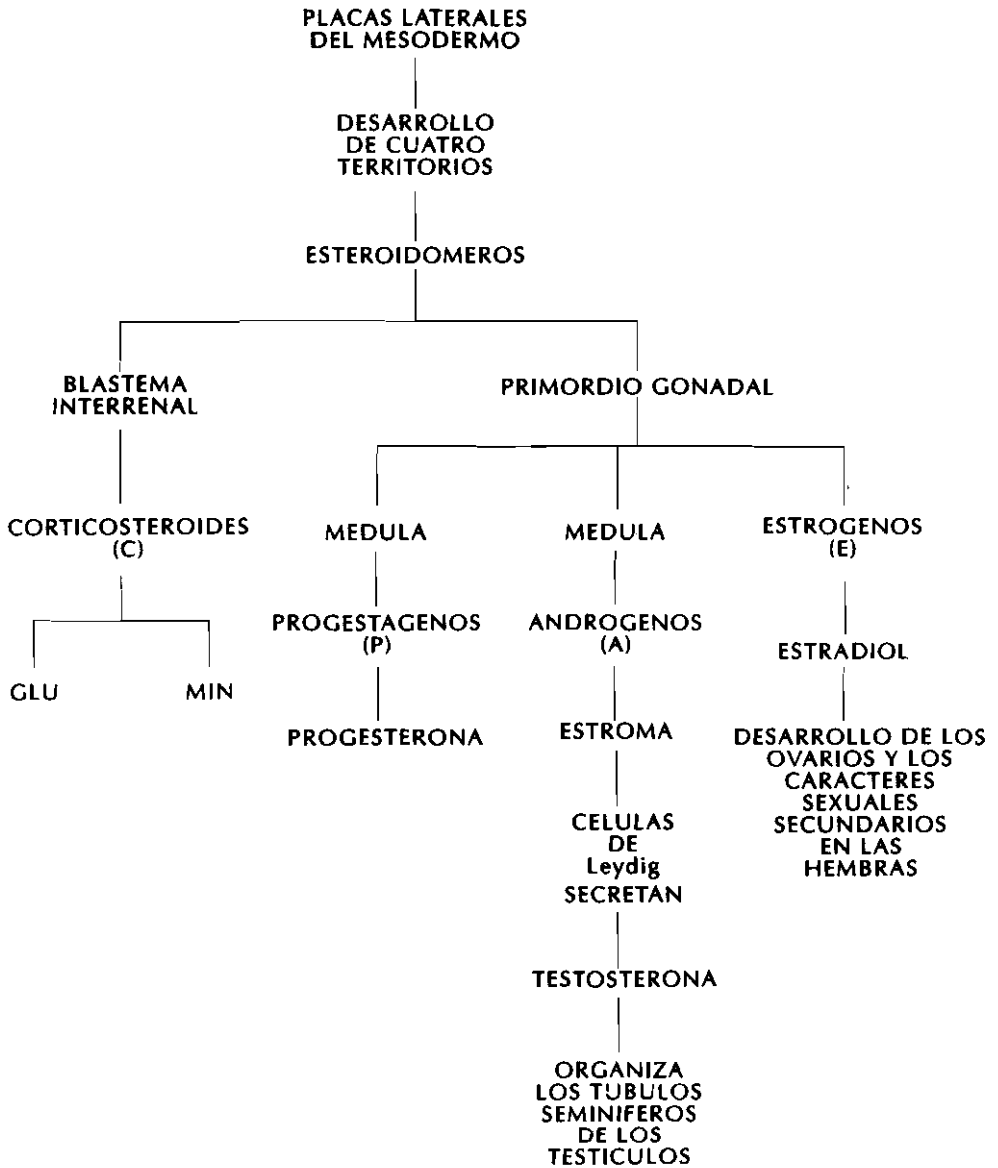 PLACAS LATERALES
DEL MESODERMO
DESARROLLO
DE CUATRO
TERRITORIOS
ESTEROIDOMEROS
BLASTEMA
INTERRENAL
PRIMORDIO GONADAL
CORTICOSTEROIDES
(C)
MEDULA
MEDULA
ESTROGENOS
(E)
GLU
MIN
PROGESTAGENOS
(P)
ANDROGENOS
(A)
ESTRADIOL
PROGESTERONA
ESTROMA
DESARROLLO DE LOS
OVARIOS Y LOS
CARACTERES
SEXUALES
SECUNDARIOS
EN LAS
HEMBRAS
CELULAS
DE
Leydig
SECRETAN
TESTOSTERONA
ORGANIZA
LOS TUBULOS
SEMINIFEROS
DE LOS
TESTICULOS